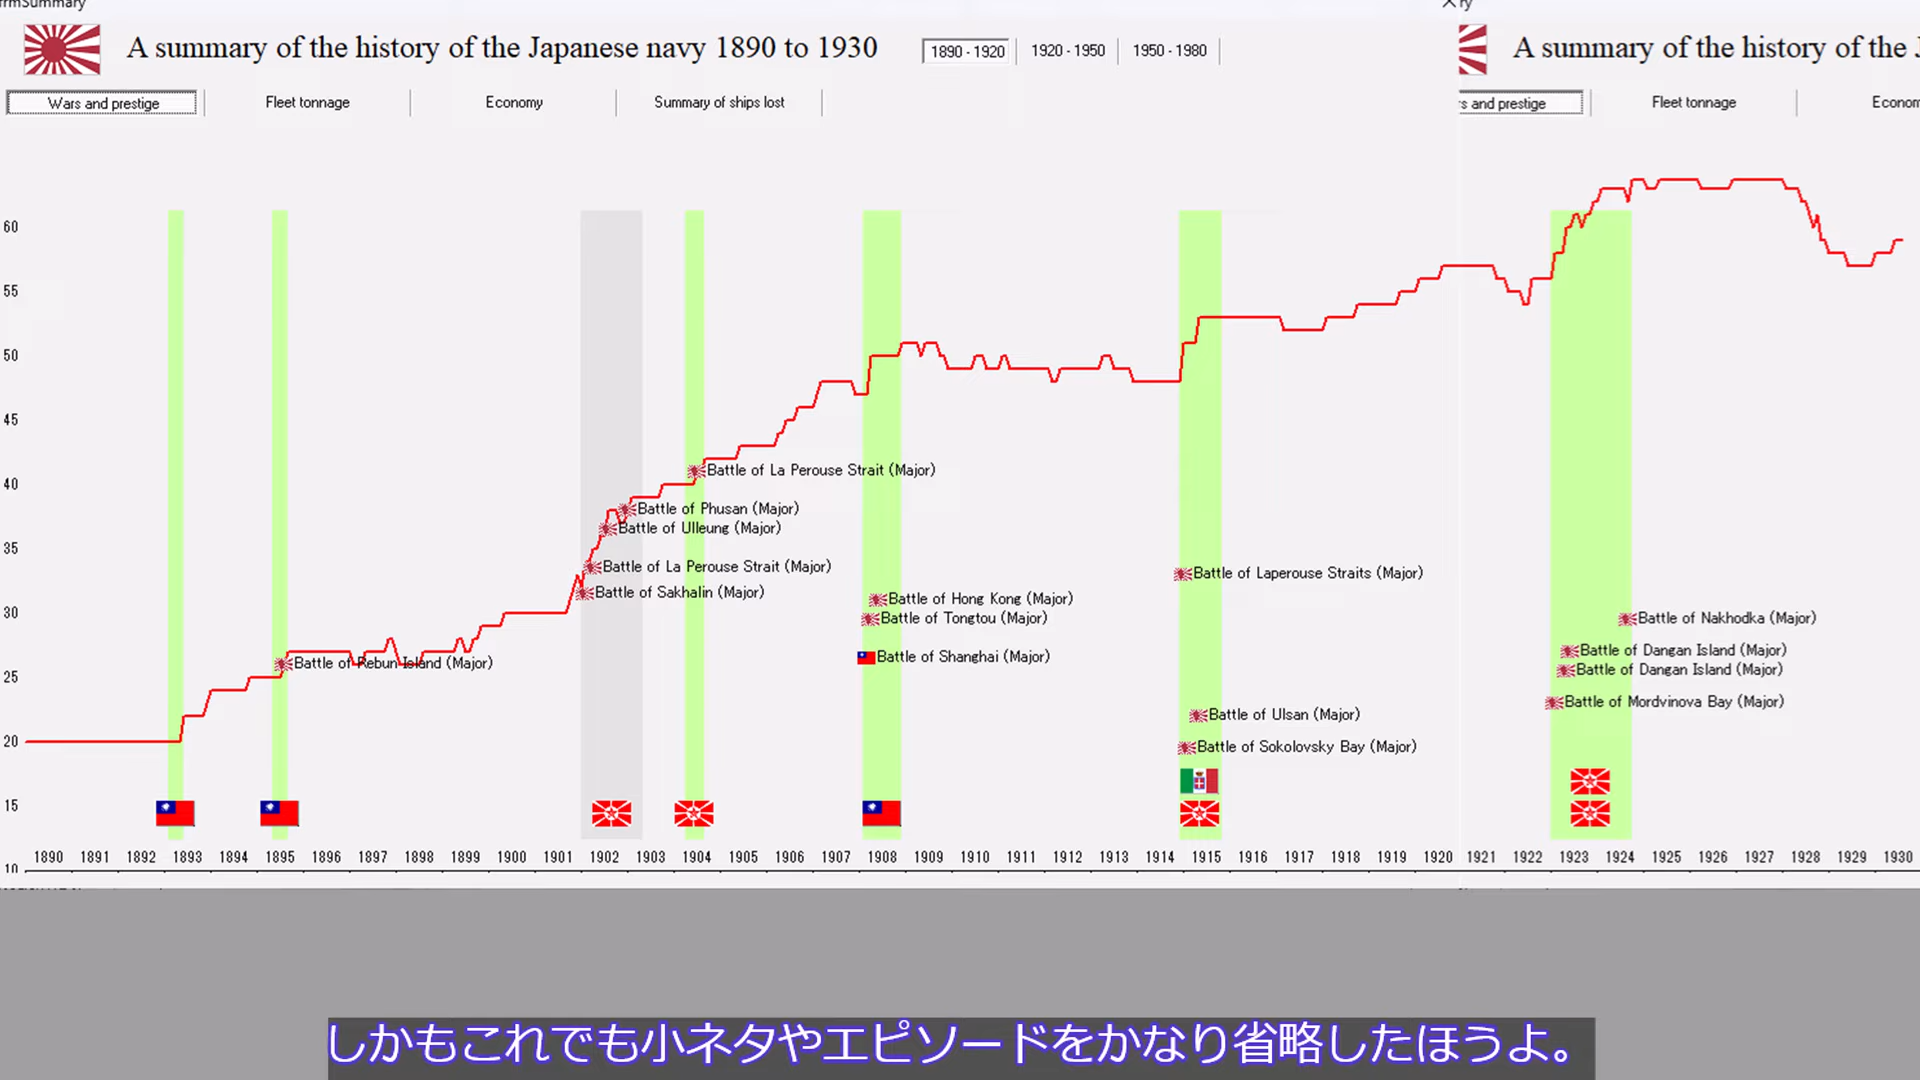 frmSummary
ry
A summary of the history of the Japanese navy 1890 to 1930
1890 - 1920
1920 - 1950
1950 - 1980
A summary of the history of the J
Wars and prestige
Fleet tonnage
Economy
Summary of ships lost
s and prestige
Fleet tonnage
Econom
60
55
50
45
40
35
30
25
20
15
10
Battle of La Perouse Strait (Major)
Battle of Phusan (Major)
Battle of Ulleung (Major)
Battle of La Perouse Strait (Major)
Battle of Sakhalin (Major)
Battle of Rebun Island (Major)
Battle of Hong Kong (Major)
Battle of Tongtou (Major)
Battle of Shanghai (Major)
Battle of Laperouse Straits (Major)
Battle of Ulsan (Major)
Battle of Sokolovsky Bay (Major)
Battle of Nakhodka (Major)
Battle of Dangan Island (Major)
Battle of Dangan Island (Major)
Battle of Mordvinova Bay (Major)
1890 1891 1892 1893 1894 1895 1896 1897 1898 1899 1900 1901 1902 1903 1904 1905 1906 1907 1908 1909 1910 1911 1912 1913 1914 1915 1916 1917 1918 1919 1920 1921 1922 1923 1924 1925 1926 1927 1928 1929 1930
しかもこれでも小ネタやエピソードをかなり省略したほうよ。